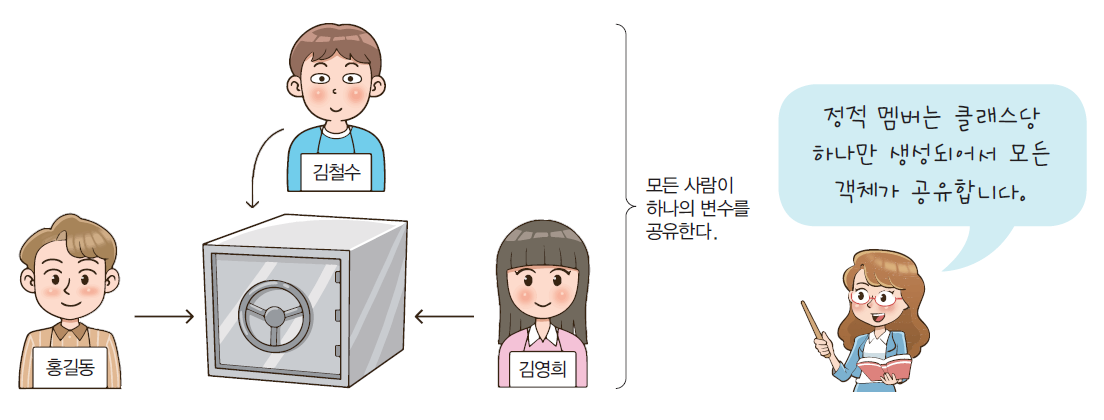 김철수
홍길동
김영희
모든 사람이
하나의 변수를
공유한다.
정적 멤버는 클래스당
하나만 생성되어서 모든
객체가 공유합니다.